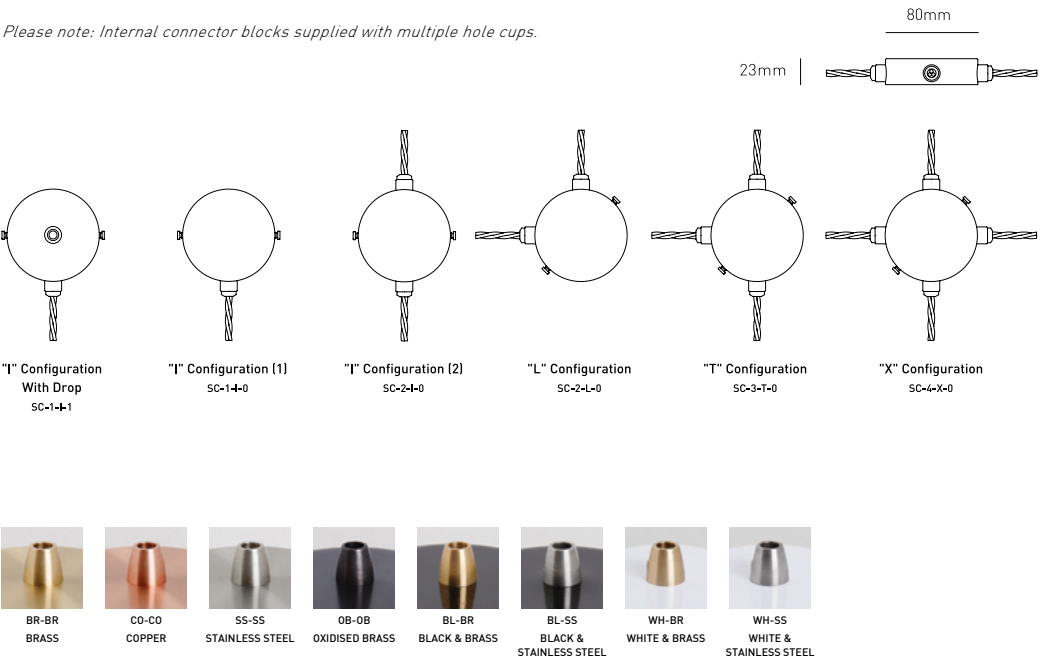 80mm
Please note: Internal connector blocks supplied with multiple hole cups.
23mm
"I" Configuration
With Drop
SC-1-I-1
"I" Configuration (1)
SC-1-I-0
"I" Configuration (2)
SC-2-I-0
"L" Configuration
SC-2-L-0
"T" Configuration
SC-3-T-0
"X" Configuration
SC-4-X-0
BR-BR
BRASS
CO-CO
COPPER
SS-SS
STAINLESS STEEL
OB-OB
OXIDISED BRASS
BL-BR
BLACK & BRASS
BL-SS
BLACK &
STAINLESS STEEL
WH-BR
WHITE & BRASS
WH-SS
WHITE &
STAINLESS STEEL